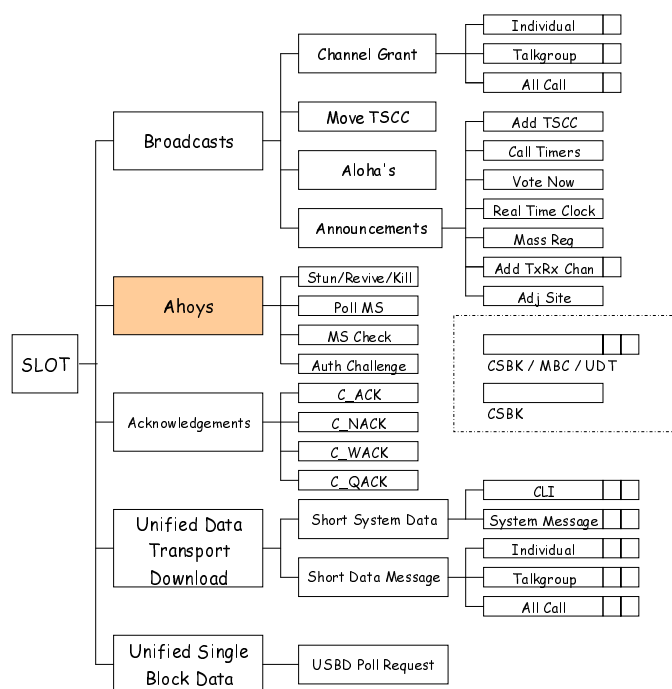 SLOT
Broadcasts
Channel Grant
Individual
Talkgroup
All Call
Move TSCC
Aloha's
Announcements
Add TSCC
Call Timers
Vote Now
Real Time Clock
Mass Reg
Add TxRx Chan
Adj Site
Ahoys
Stun/Revive/Kill
Poll MS
MS Check
Auth Challenge
CSBK / MBC / UDT
CSBK
Acknowledgements
C_ACK
C_NACK
C_WACK
C_QACK
Unified Data
Transport
Download
Short System Data
CLI
System Message
Short Data Message
Individual
Talkgroup
All Call
Unified Single
Block Data
USBD Poll Request